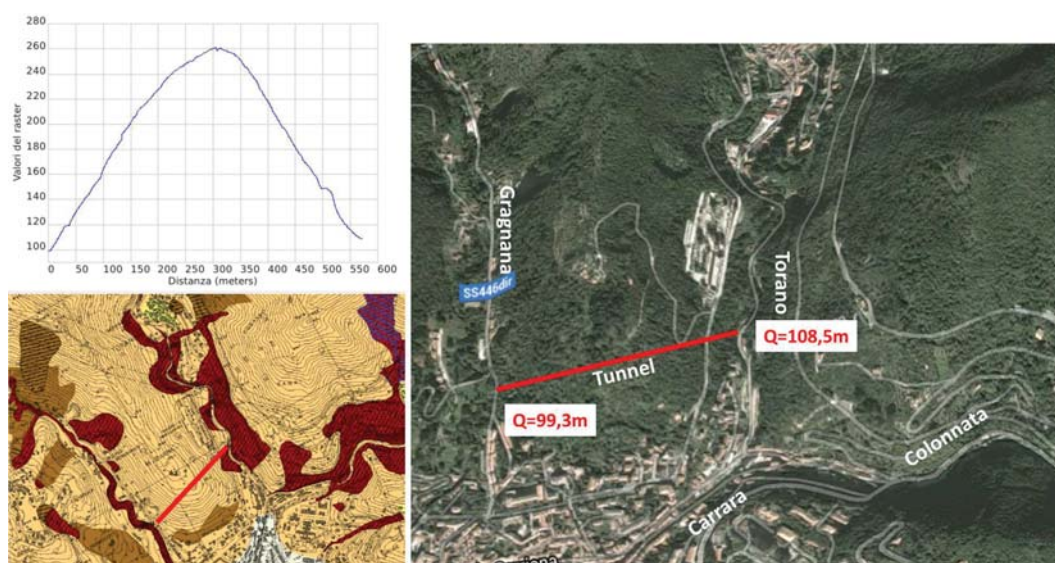 280
260
240
220
200
180
160
140
120
100
Valori del raster
0 50 100 150 200 250 300 350 400 450 500 550 600
Distanza (meters)
Gragnana
SS446dir
Torano
Q=108,5m
Tunnel
Q=99,3m
Colonnata
Carrara